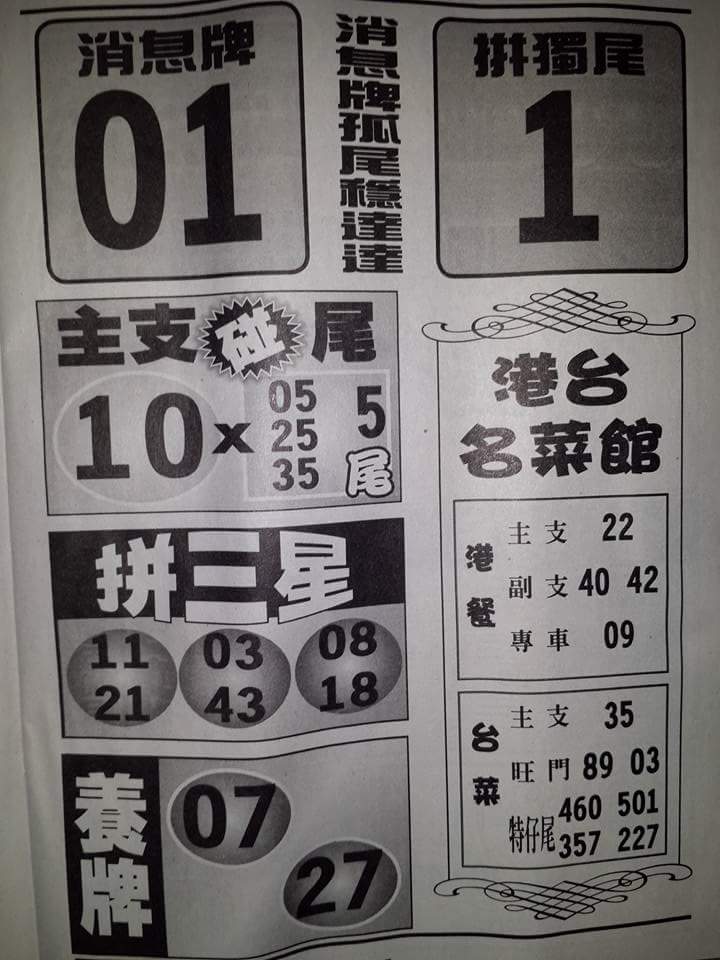 消息牌
01
消息牌孤尾穩達達
拼獨尾
1
主支碰尾
10 x 05 25 35 5尾
拼三星
11 03 08
21 43 18
養牌
07
27
港台
名菜館
港餐
主支 22
副支 40 42
專車 09
台菜
主支 35
旺門 89 03
特仔尾 460 501
357 227